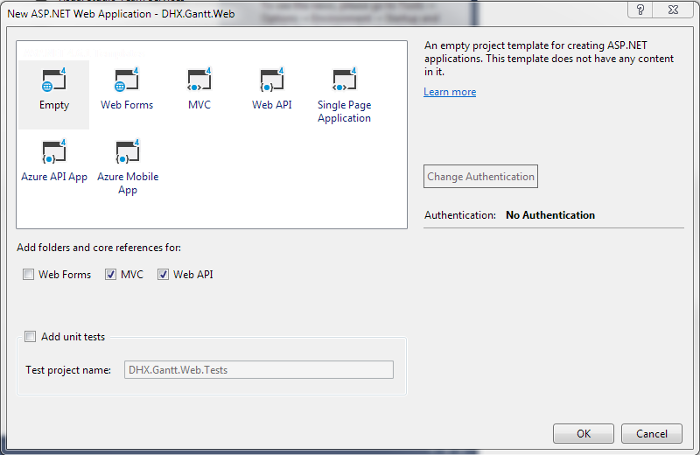 New ASP.NET Web Application - DHX.Gantt.Web
An empty project template for creating ASP.NET
applications. This template does not have any content
in it.
Learn more
Empty
Web Forms
MVC
Web API
Single Page
Application
Azure API App
Azure Mobile
App
Change Authentication
Authentication: No Authentication
Add folders and core references for:
Web Forms
MVC
Web API
Add unit tests
Test project name:
DHX.Gantt.Web.Tests
OK
Cancel